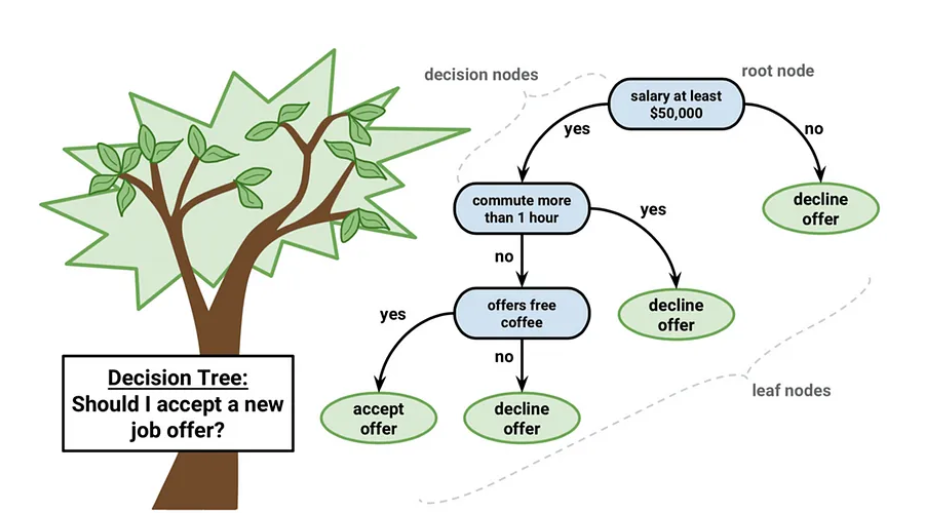 decision nodes
root node
salary at least
$50,000
yes
no
commute more
than 1 hour
yes
decline
offer
no
offers free
coffee
decline
offer
yes
no
leaf nodes
Decision Tree:
Should I accept a new
job offer?
accept
offer
decline
offer